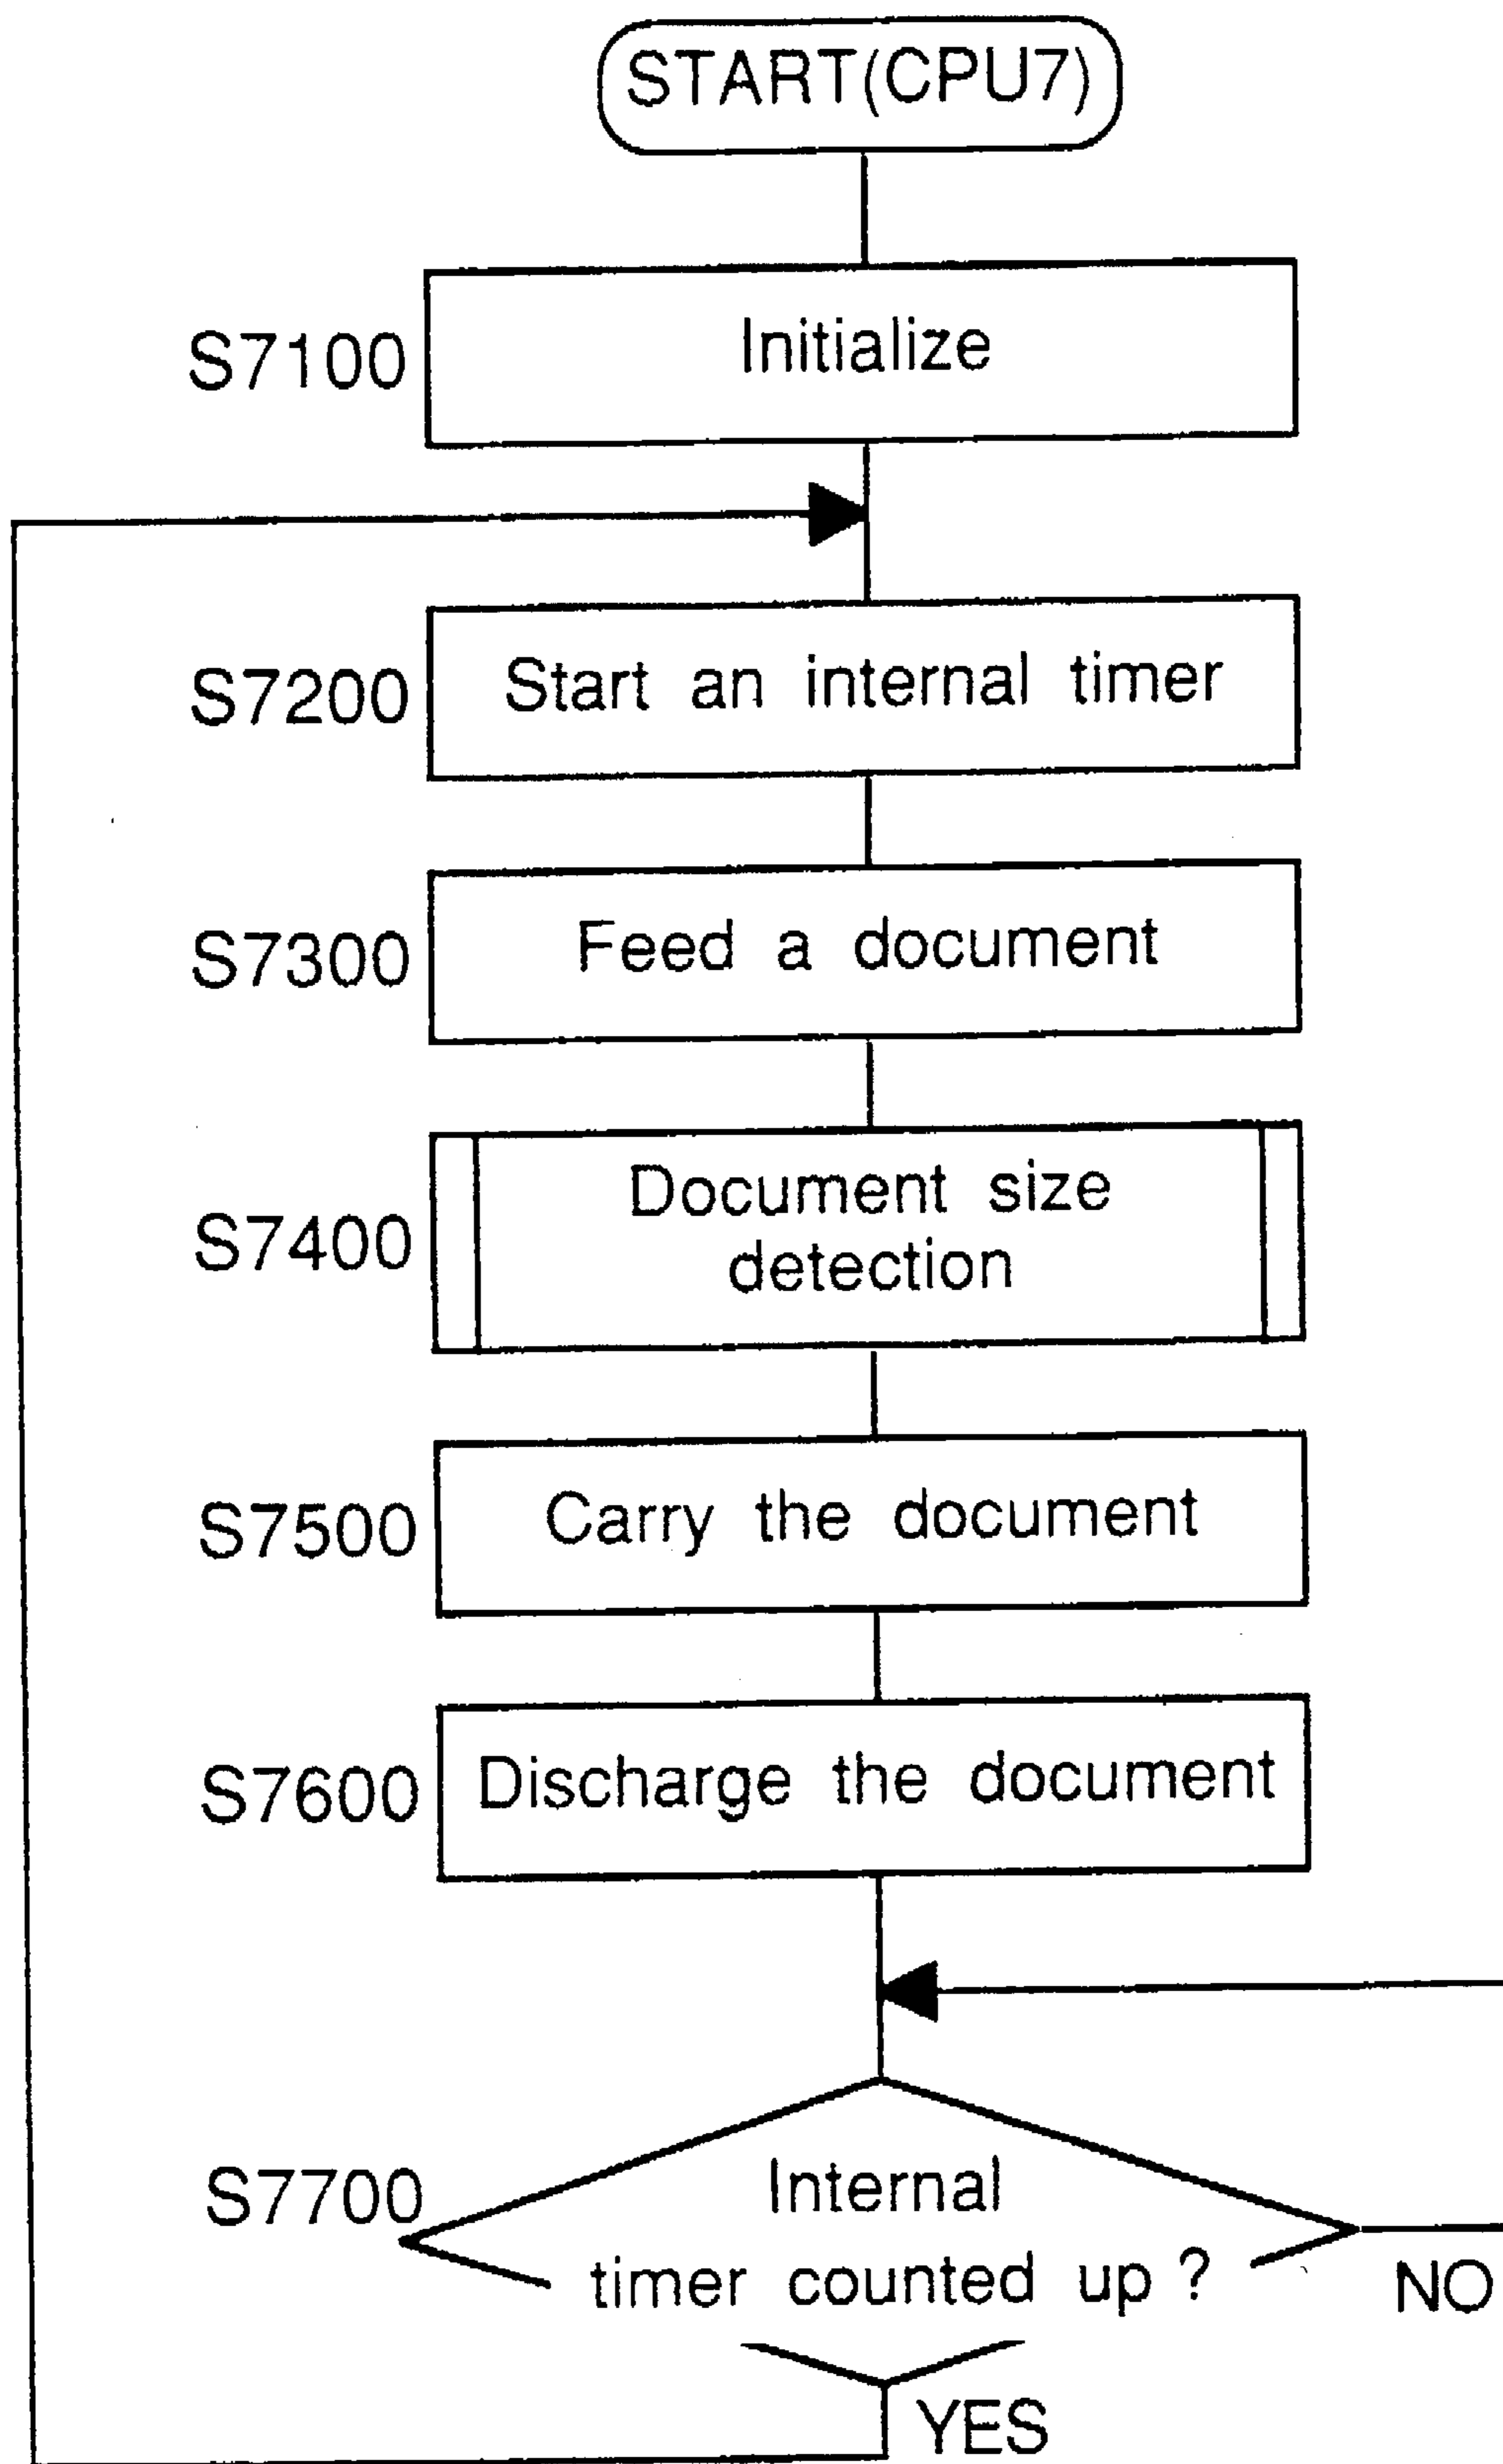 START(CPU7)
S7100
Initialize
S7200
Start an internal timer
S7300
Feed a document
S7400
Document size
detection
S7500
Carry the document
S7600
Discharge the document
S7700
Internal
timer counted up ?
NO
YES